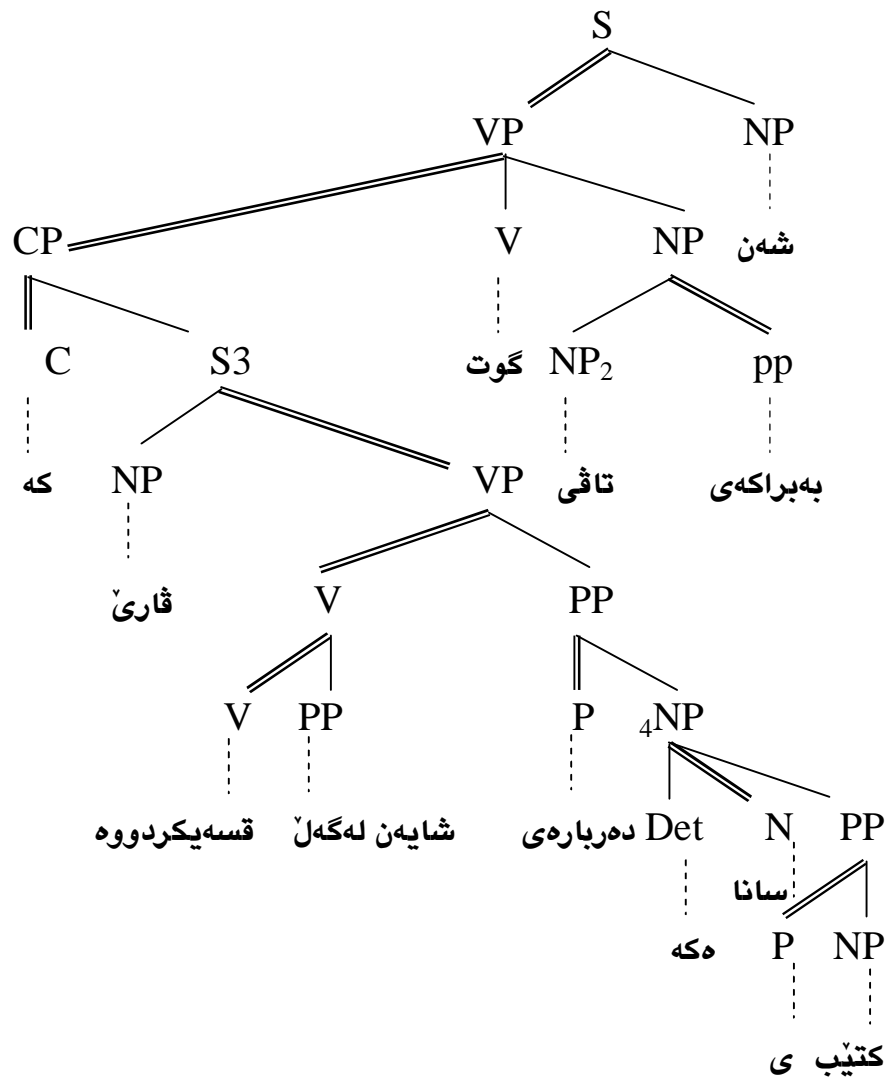 S
VP NP
CP V NP شەن
C S3 گوت NP2 pp
کە NP VP تاڤی بەبراکەی
ڤارێ V PP
V PP P 4NP
قسەیکردووە شایەن لەگەڵ دەربارەی Det N PP
سانا
ەکە P NP
ی کتێب